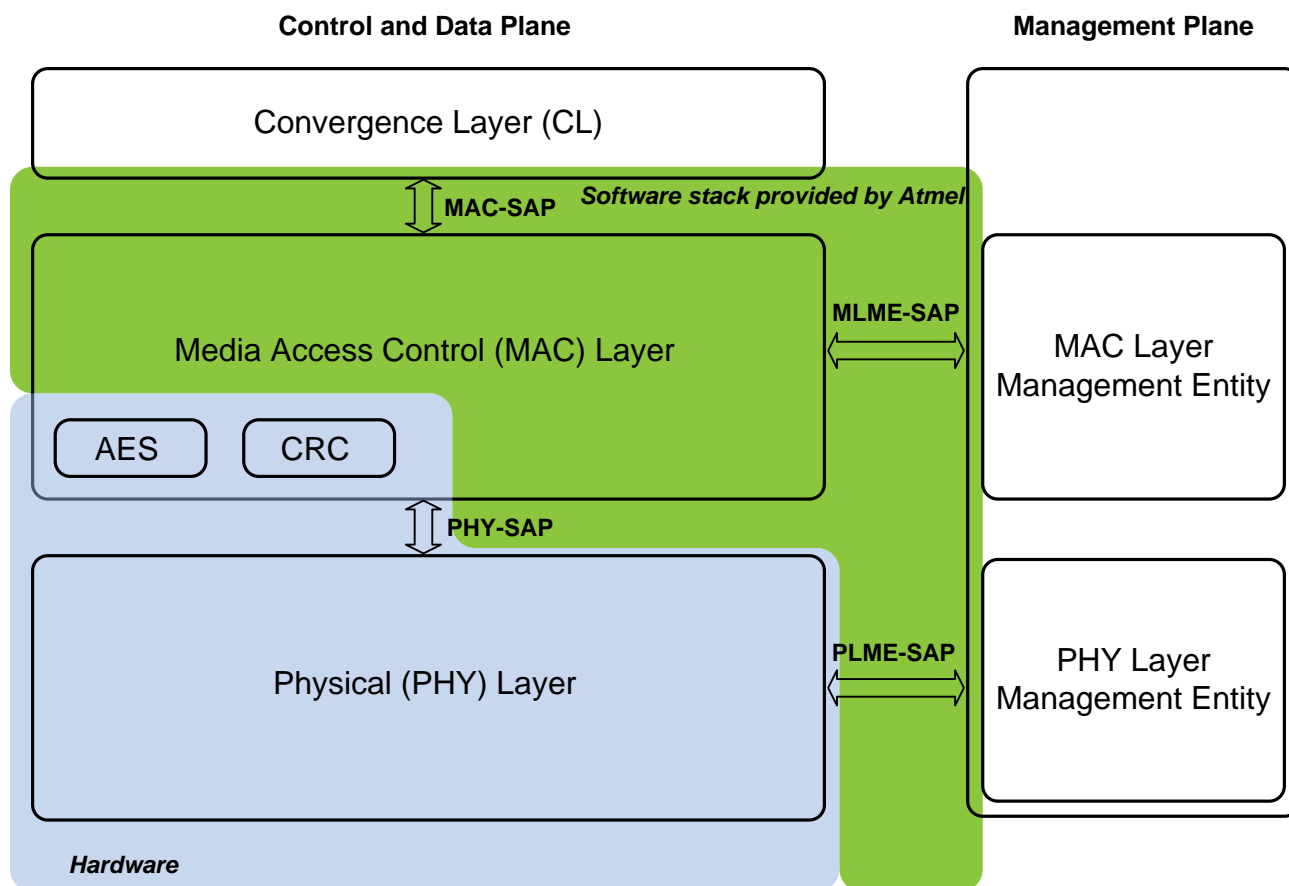 Control and Data Plane
Management Plane
Convergence Layer (CL)
MAC-SAP
Software stack provided by Atmel
Media Access Control (MAC) Layer
MLME-SAP
MAC Layer
Management Entity
AES
CRC
PHY-SAP
Physical (PHY) Layer
PLME-SAP
PHY Layer
Management Entity
Hardware